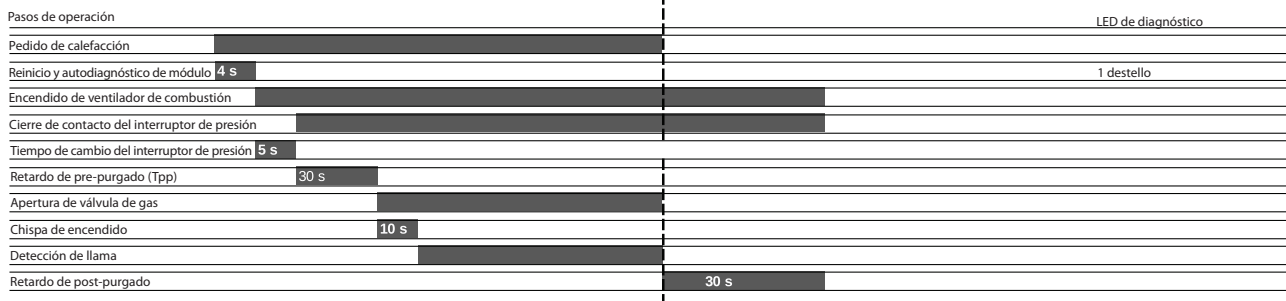 Pasos de operación
LED de diagnóstico
Pedido de calefacción
Reinicio y autodiagnóstico de módulo 4 s 1 destello
Encendido de ventilador de combustión
Cierre de contacto del interruptor de presión
Tiempo de cambio del interruptor de presión 5 s
Retardo de pre-purgado (Tpp) 30 s
Apertura de válvula de gas
Chispa de encendido 10 s
Detección de llama
Retardo de post-purgado 30 s